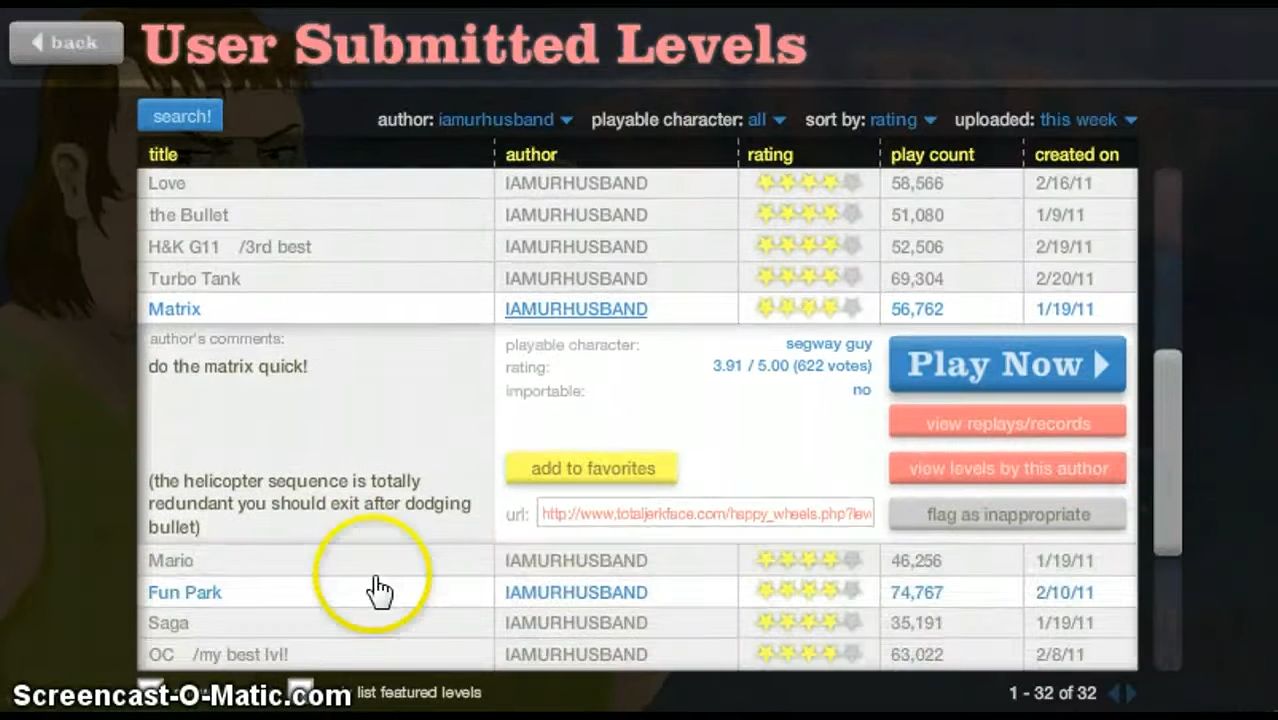 back
User Submitted Levels
search!
author: iamurhusband
playable character: all
sort by: rating
uploaded: this week
title author rating play count created on
Love IAMURHUSBAND 58,566 2/16/11
the Bullet IAMURHUSBAND 51,080 1/9/11
H&K G11 /3rd best IAMURHUSBAND 52,506 2/19/11
Turbo Tank IAMURHUSBAND 69,304 2/20/11
Matrix IAMURHUSBAND 56,762 1/19/11
author's comments:
do the matrix quick!
(the helicopter sequence is totally
redundant you should exit after dodging
bullet)
playable character: segway guy
rating: 3.91 / 5.00 (622 votes)
importable: no
add to favorites
url: http://www.totaljerkface.com/happy_wheels.php?lev
Play Now
view replays/records
view levels by this author
flag as inappropriate
Mario IAMURHUSBAND 46,256 1/19/11
Fun Park IAMURHUSBAND 74,767 2/10/11
Saga IAMURHUSBAND 35,191 1/19/11
OC /my best lvl! IAMURHUSBAND 63,022 2/8/11
list featured levels
1 - 32 of 32
Screencast-O-Matic.com